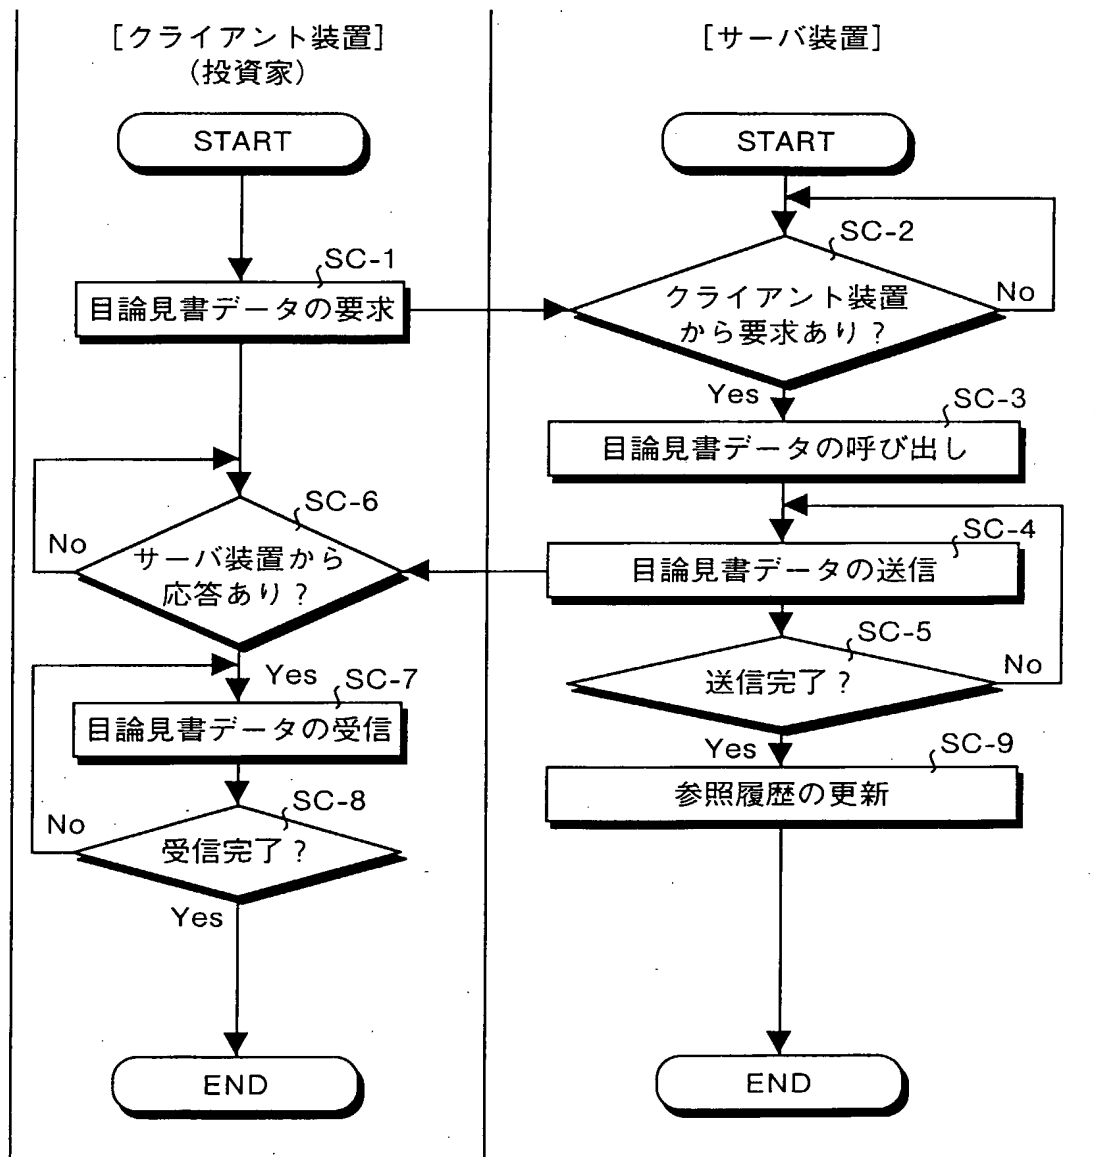 [クライアント装置]
(投資家)
START
SC-1
目論見書データの要求
SC-6
サーバ装置から
応答あり?
No
Yes
SC-7
目論見書データの受信
SC-8
受信完了?
No
Yes
END
[サーバ装置]
START
SC-2
クライアント装置
から要求あり?
No
Yes
SC-3
目論見書データの呼び出し
SC-4
目論見書データの送信
SC-5
送信完了?
No
Yes
SC-9
参照履歴の更新
END